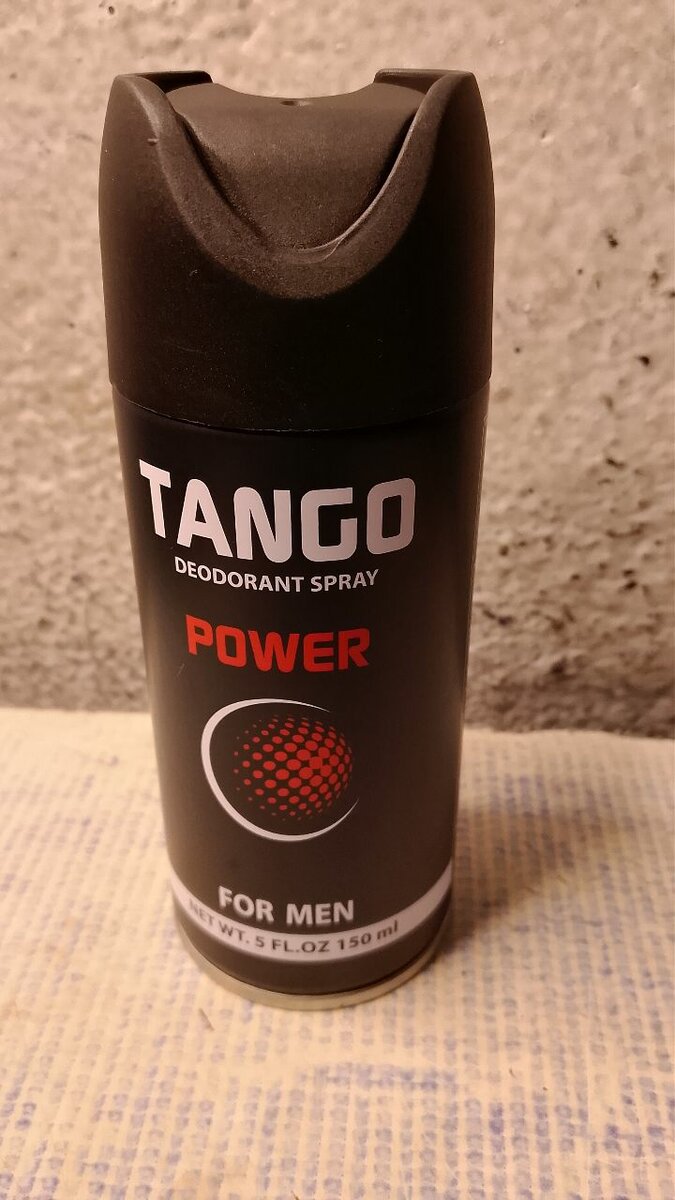 TANGO
DEODORANT SPRAY
POWER
FOR MEN
NET WT. 5 FL.OZ 150 ml